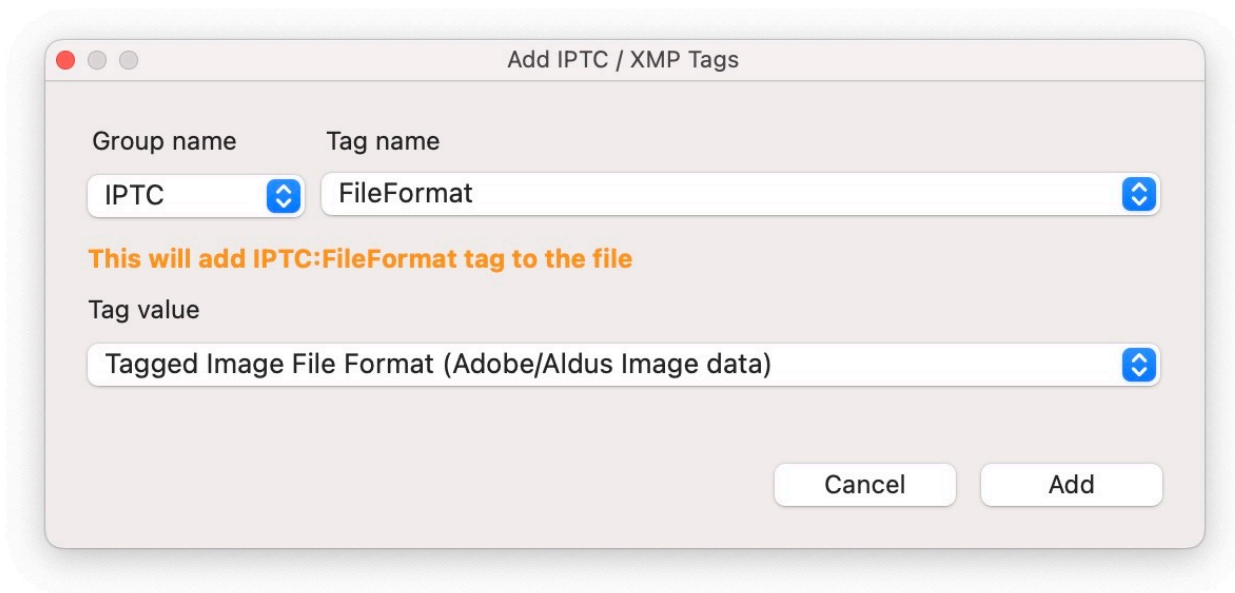 Add IPTC / XMP Tags
Group name Tag name
IPTC FileFormat
This will add IPTC:FileFormat tag to the file
Tag value
Tagged Image File Format (Adobe/Aldus Image data)
Cancel Add